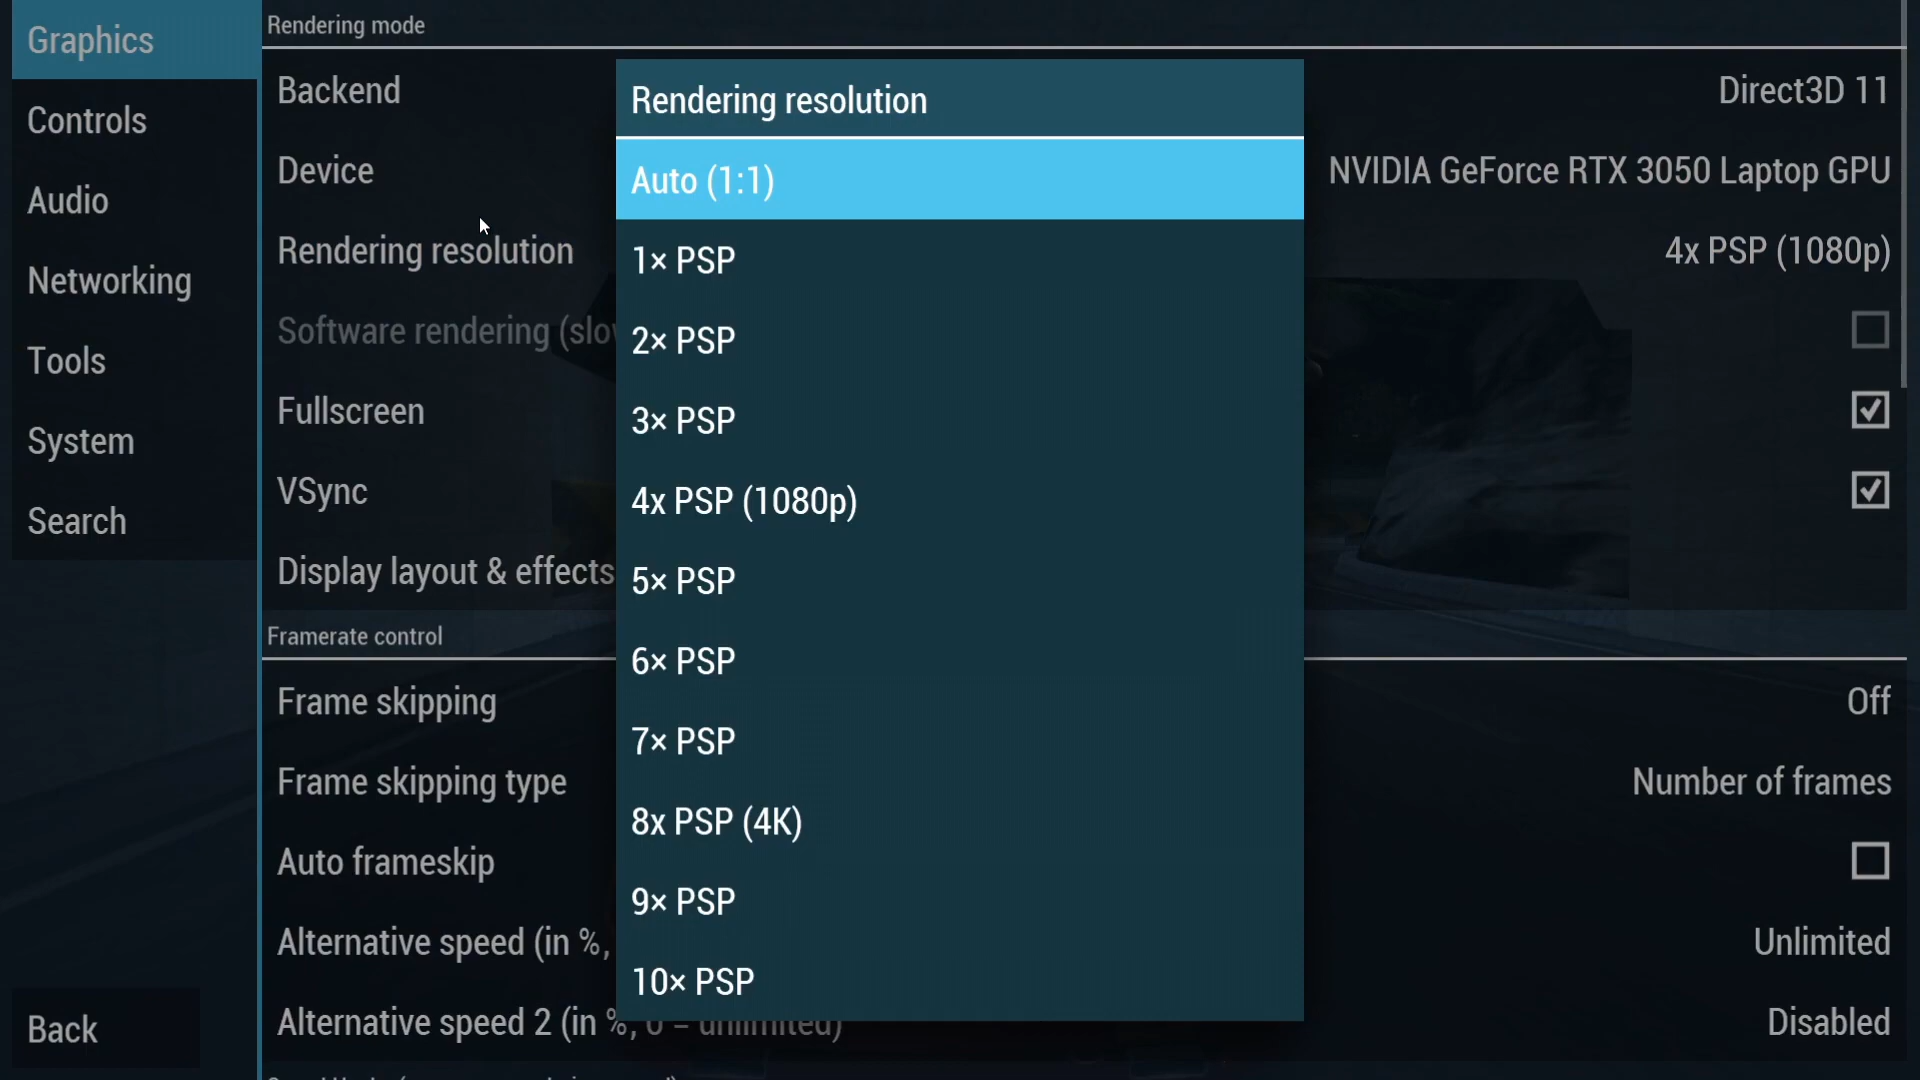 Graphics
Controls
Audio
Networking
Tools
System
Search
Back
Rendering mode
Backend
Direct3D 11
Device
NVIDIA GeForce RTX 3050 Laptop GPU
Rendering resolution
4x PSP (1080p)
Software rendering (slo
Fullscreen
VSync
Display layout & effects
Framerate control
Frame skipping
Off
Frame skipping type
Number of frames
Auto frameskip
Alternative speed (in %,
Unlimited
Alternative speed 2 (in %, 0 = unlimited)
Disabled
Rendering resolution
Auto (1:1)
1× PSP
2× PSP
3× PSP
4x PSP (1080p)
5× PSP
6× PSP
7× PSP
8x PSP (4K)
9× PSP
10× PSP